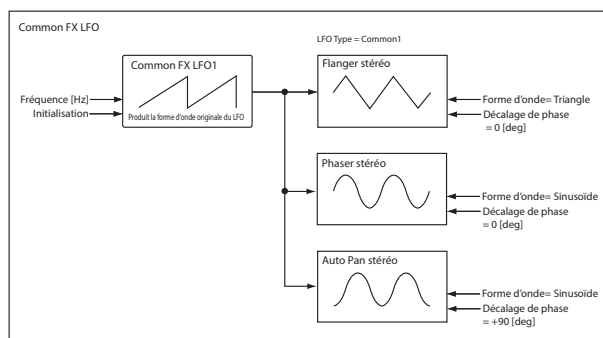 Common FX LFO
LFO Type = Common1
Common FX LFO1
Produit la forme d'onde originale du LFO
Fréquence [Hz]
Initialisation
Flanger stéréo
Forme d'onde= Triangle
Décalage de phase
= 0 [deg]
Phaser stéréo
Forme d'onde= Sinusoïde
Décalage de phase
= 0 [deg]
Auto Pan stéréo
Forme d'onde= Sinusoïde
Décalage de phase
= +90 [deg]